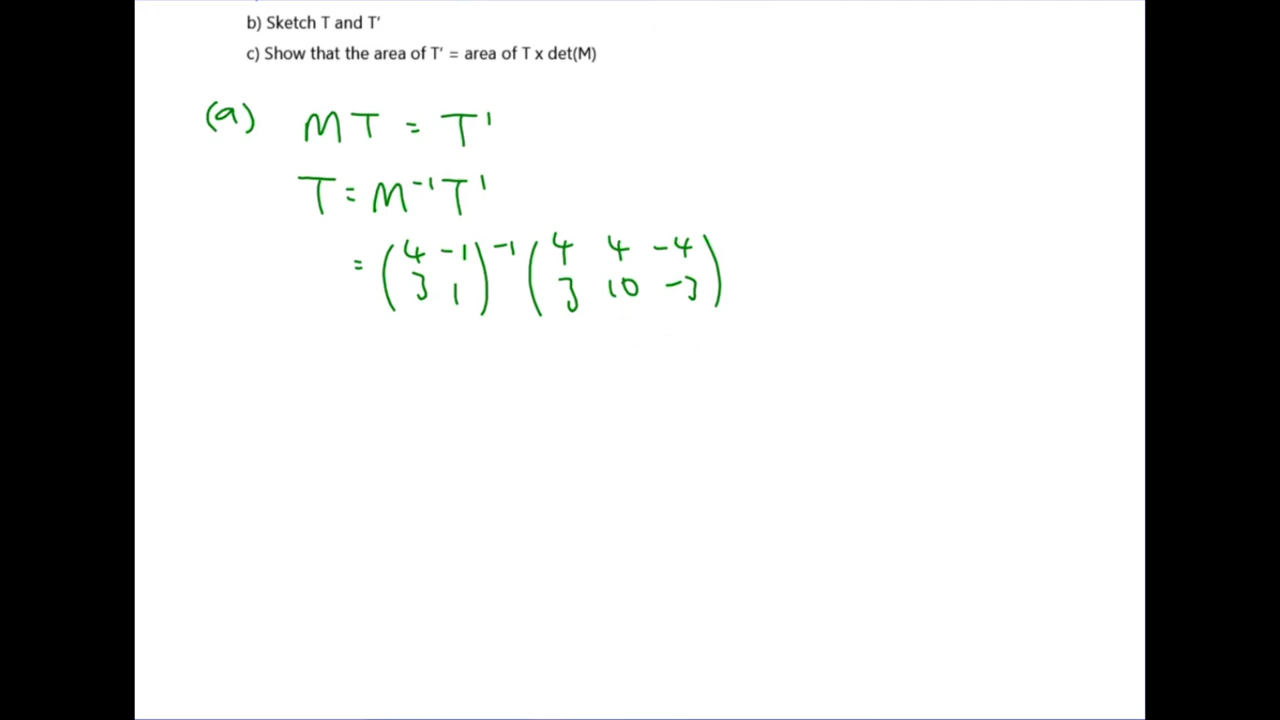 b) Sketch T and T'
c) Show that the area of T' = area of T x det(M)
(a) MT = T'
T = M⁻¹T'
= (4 -1
3 1)⁻¹ (4 4 -4
3 10 -3)